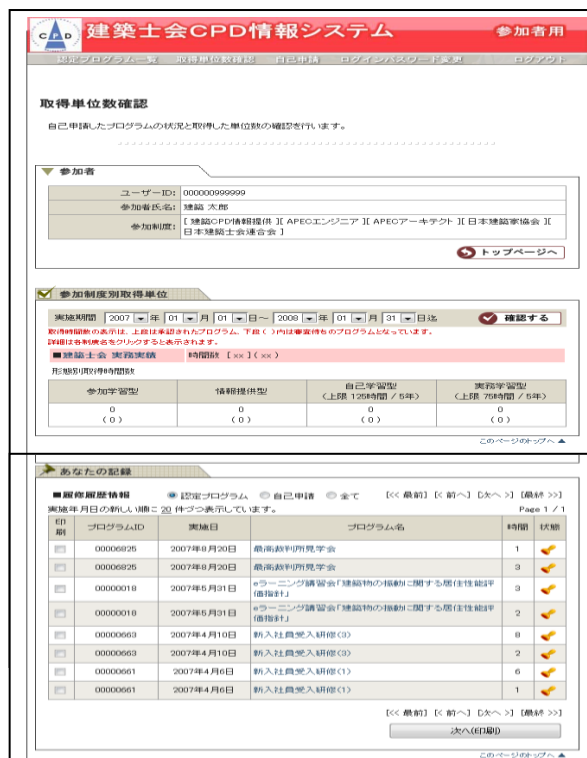 CPD
建築士会CPD情報システム 参加者用
認定プログラム一覧 取得単位数確認 自己申請 ログインパスワード変更 ログアウト
取得単位数確認
自己申請したプログラムの状況と取得した単位数の確認を行います。
参加者
ユーザーID: 000000999999
参加者氏名: 建築 太郎
参加制度: [ 建築CPD情報提供 ][ APECエンジニア ][ APECアーキテクト ][ 日本建築家協会 ][
日本建築士会連合会 ]
トップページへ
参加制度別取得単位
実施期間 2007 年 01 月 01 日～ 2008 年 01 月 31 日迄 確認する
取得時間数の表示は、上段は承認されたプログラム、下段( )内は審査待ちのプログラムとなっています。
詳細は各制度名をクリックすると表示されます。
■建築士会 実務実績 時間数 [ ×× ] ( ×× )
形態別取得時間数
参加学習型 情報提供型 自己学習型 実務学習型
(上限 125時間 / 5年) (上限 75時間 / 5年)
0 0 0 0
( 0 ) ( 0 ) ( 0 ) ( 0 )
このページのトップへ ▲
あなたの記録
■履修履歴情報 認定プログラム 自己申請 全て [<< 最前] [< 前へ] [次へ >] [最終 >>]
実施年月日の新しい順に 20 件づつ表示しています。 Page 1 / 1
印刷 プログラムID 実施日 プログラム名 時間 状態
00006825 2007年8月20日 最高裁判所見学会 1
00006825 2007年8月20日 最高裁判所見学会 3
00000018 2007年5月31日 eラーニング講習会「建築物の振動に関する居住性能評
価指針」 3
00000018 2007年5月31日 eラーニング講習会「建築物の振動に関する居住性能評
価指針」 2
00000663 2007年4月10日 新入社員受入研修(3) 8
00000663 2007年4月10日 新入社員受入研修(3) 2
00000661 2007年4月6日 新入社員受入研修(1) 6
00000661 2007年4月6日 新入社員受入研修(1) 1
[<< 最前] [< 前へ] [次へ >] [最終 >>]
次へ(印刷)
このページのトップへ ▲